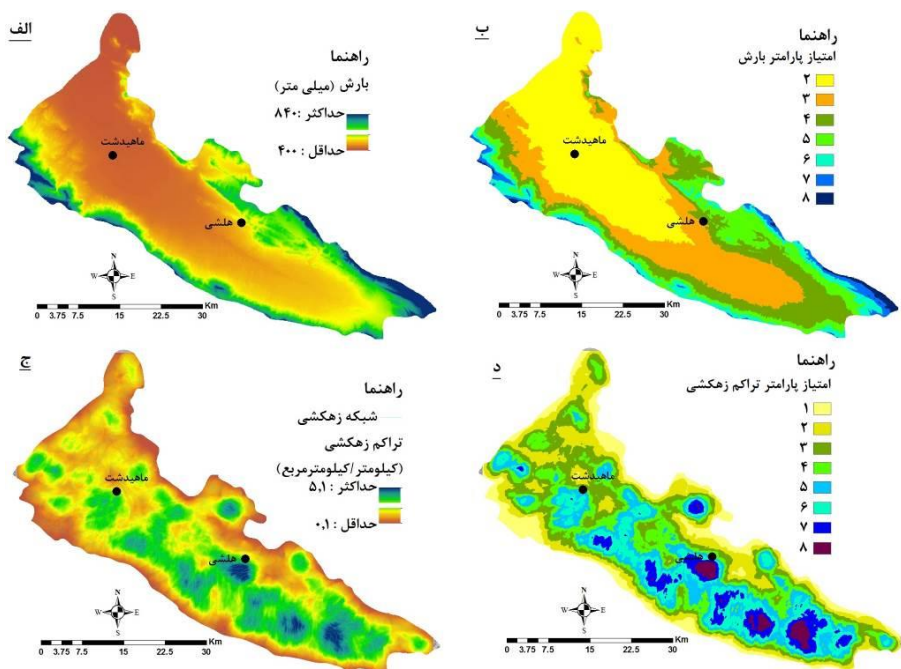 الف
راهنما
بارش (میلی متر)
حداکثر :۸۴۰
حداقل : ۴۰۰
ماهیدشت
هلشی
N
W E
S
Km
0 3.75 7.5 15 22.5 30
ب
راهنما
امتیاز پارامتر بارش
۲
۳
۴
۵
۶
۷
۸
ماهیدشت
هلشی
N
W E
S
Km
0 3.75 7.5 15 22.5 30
ج
راهنما
شبکه زهکشی
تراکم زهکشی
(کیلومتر/کیلومترمربع)
حداکثر : ۵,۱
حداقل : ۰,۱
ماهیدشت
هلشی
N
W E
S
Km
0 3.75 7.5 15 22.5 30
د
راهنما
امتیاز پارامتر تراکم زهکشی
۱
۲
۳
۴
۵
۶
۷
۸
ماهیدشت
هلشی
N
W E
S
Km
0 3.75 7.5 15 22.5 30